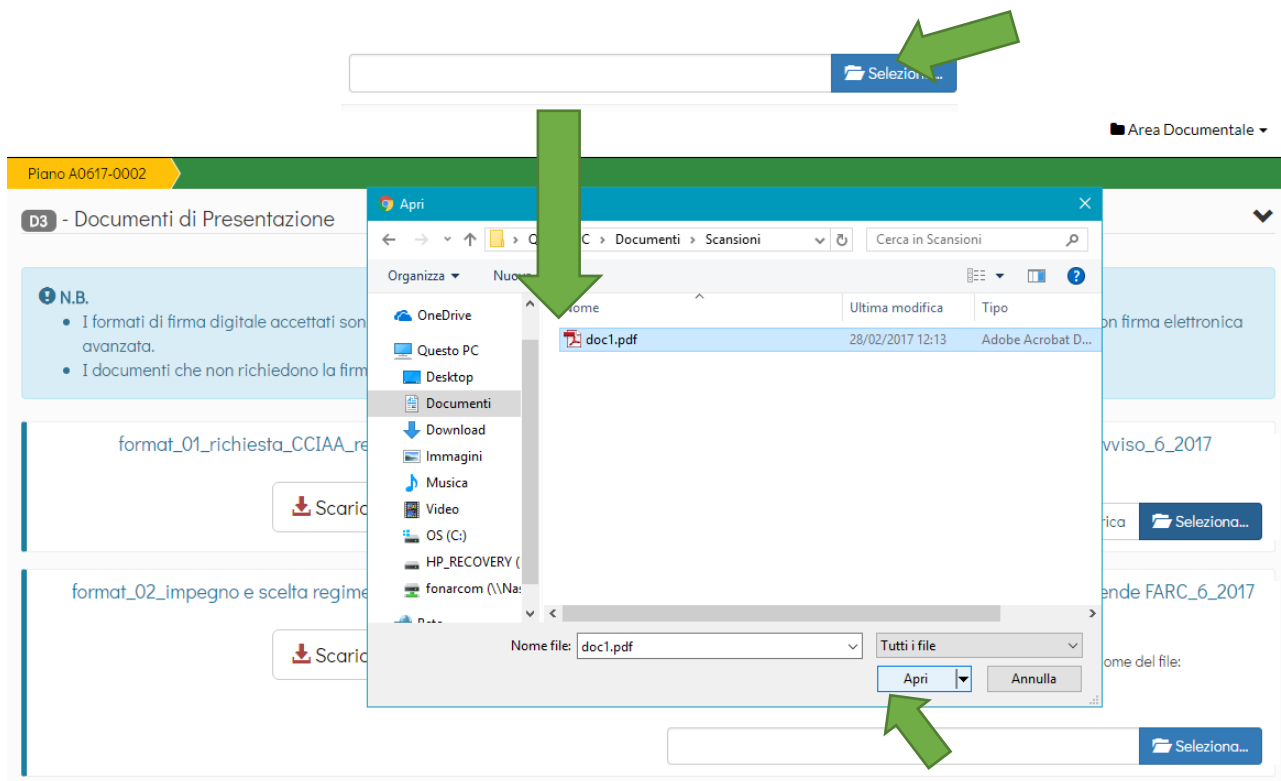 Selezion...
Area Documentale
Piano A0617-0002
D3 - Documenti di Presentazione
Apri
C > Documenti > Scansioni
Cerca in Scansioni
Organizza
N.B.
I formati di firma digitale accettati son
on firma elettronica
avanzata.
I documenti che non richiedono la firm
OneDrive
Questo PC
Desktop
Documenti
Download
Immagini
Musica
Video
OS (C:)
HP_RECOVERY (
fonarcom (\\Nas
Nome
Ultima modifica
Tipo
doc1.pdf
28/02/2017 12:13
Adobe Acrobat D...
Nome file:
doc1.pdf
Tutti i file
Apri
Annulla
format_01_richiesta_CCIAA_re
vviso_6_2017
Scaric
rica
Seleziona...
format_02_impegno e scelta regime
ende FARC_6_2017
Scaric
ome del file:
Seleziona...